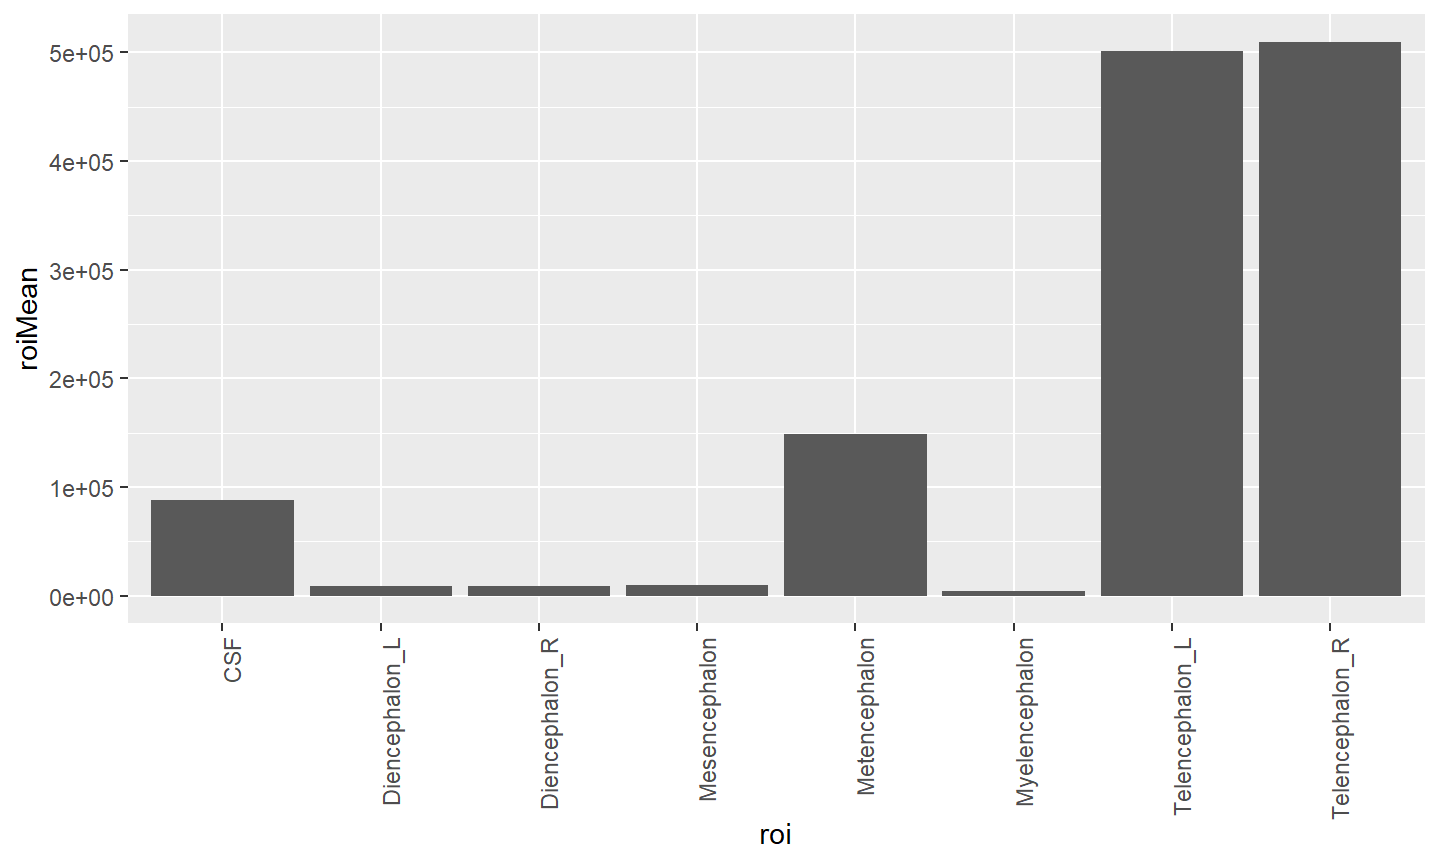 5e+05
4e+05
3e+05
2e+05
1e+05
0e+00
roiMean
CSF
Diencephalon_L
Diencephalon_R
Mesencephalon
Metencephalon
Myelencephalon
Telencephalon_L
Telencephalon_R
roi